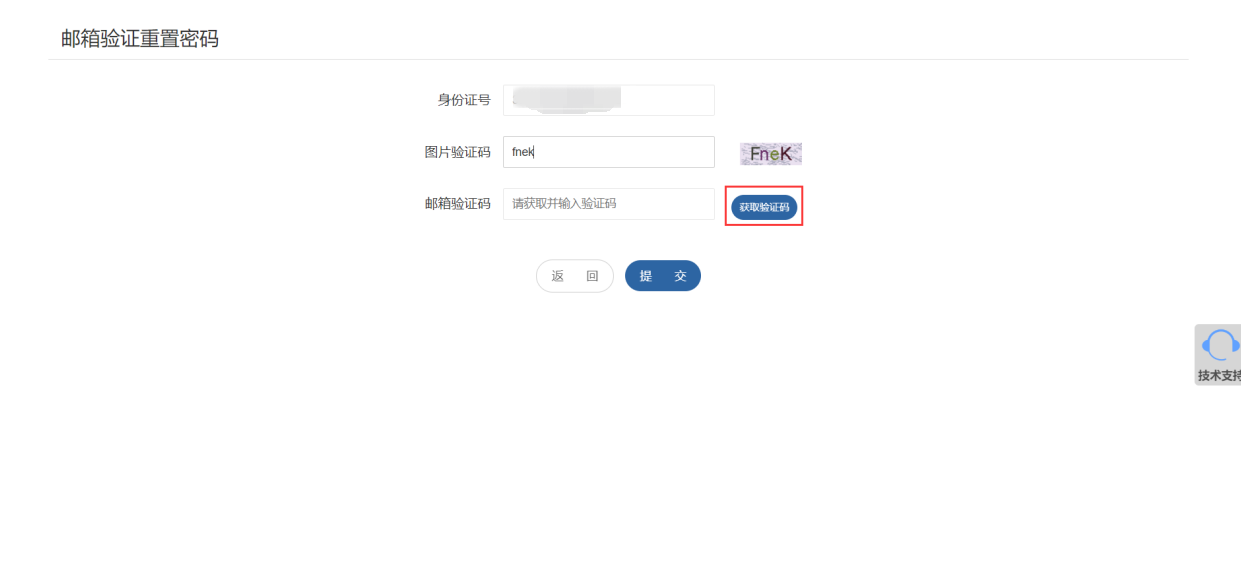 邮箱验证重置密码
身份证号
图片验证码 fnek FneK
邮箱验证码 请获取并输入验证码 获取验证码
返 回 提 交
技术支持